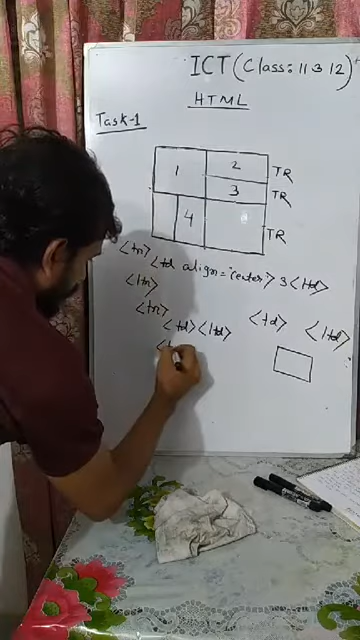 ICT (Class: 11 & 12)
HTML
Task-1
1 2 TR
3 TR
4 TR
<tr> <td align="center"> 3 </td>
</tr>
<tr>
<td></td> <td> </td>